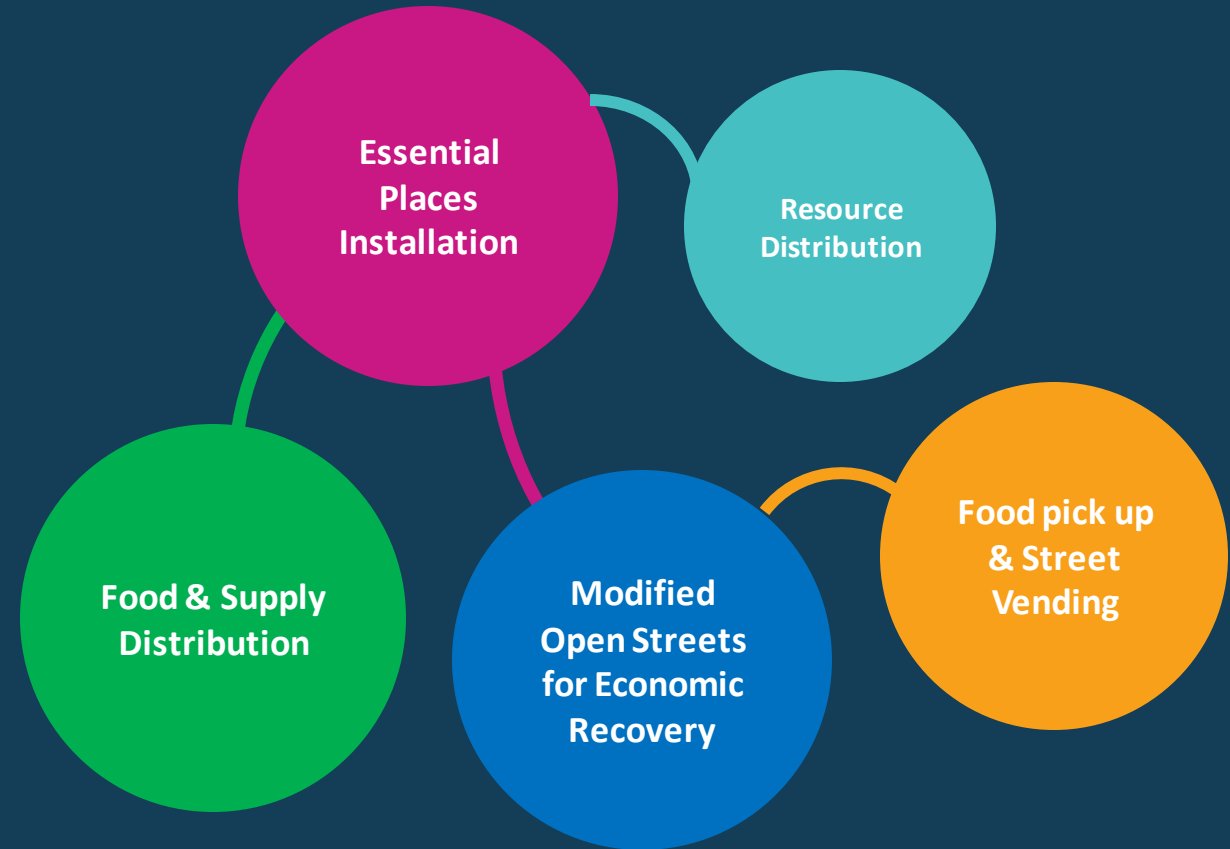 Essential
Places
Installation
Resource
Distribution
Food pick up
& Street
Vending
Food & Supply
Distribution
Modified
Open Streets
for Economic
Recovery